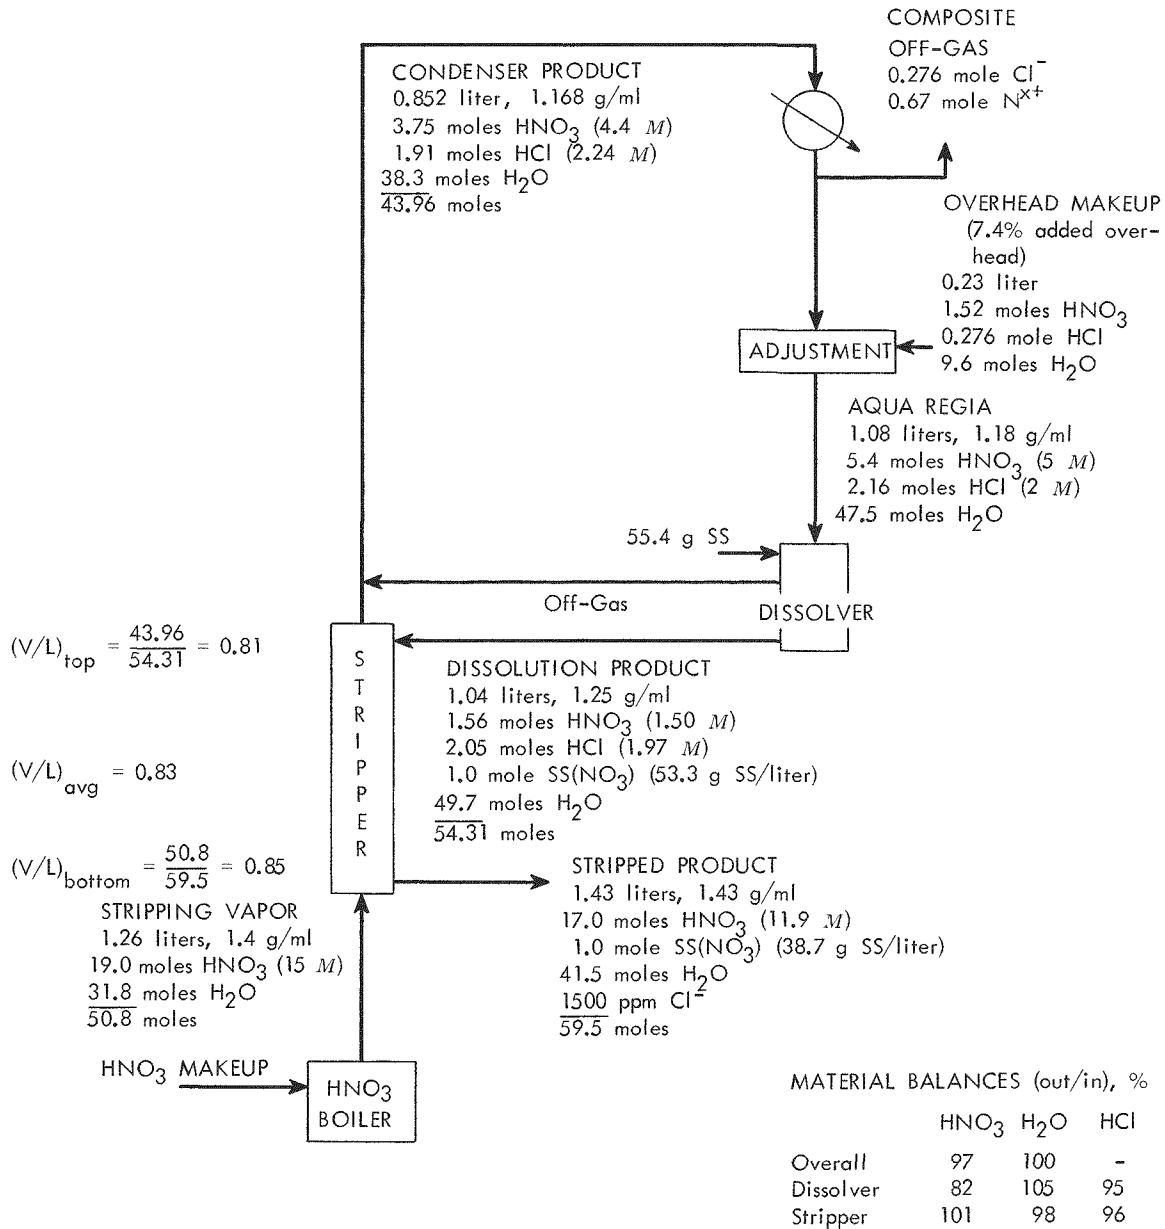 COMPOSITE
OFF-GAS
0.276 mole Cl⁻
0.67 mole Nˣ⁺
CONDENSER PRODUCT
0.852 liter, 1.168 g/ml
3.75 moles HNO₃ (4.4 M)
1.91 moles HCl (2.24 M)
38.3 moles H₂O
43.96 moles
OVERHEAD MAKEUP
(7.4% added over-
head)
0.23 liter
1.52 moles HNO₃
0.276 mole HCl
9.6 moles H₂O
ADJUSTMENT
AQUA REGIA
1.08 liters, 1.18 g/ml
5.4 moles HNO₃ (5 M)
2.16 moles HCl (2 M)
47.5 moles H₂O
55.4 g SS
Off-Gas
DISSOLVER
STRIPPER
(V/L)top = 43.96/54.31 = 0.81
(V/L)avg = 0.83
(V/L)bottom = 50.8/59.5 = 0.85
DISSOLUTION PRODUCT
1.04 liters, 1.25 g/ml
1.56 moles HNO₃ (1.50 M)
2.05 moles HCl (1.97 M)
1.0 mole SS(NO₃) (53.3 g SS/liter)
49.7 moles H₂O
54.31 moles
STRIPPED PRODUCT
1.43 liters, 1.43 g/ml
17.0 moles HNO₃ (11.9 M)
1.0 mole SS(NO₃) (38.7 g SS/liter)
41.5 moles H₂O
1500 ppm Cl⁻
59.5 moles
STRIPPING VAPOR
1.26 liters, 1.4 g/ml
19.0 moles HNO₃ (15 M)
31.8 moles H₂O
50.8 moles
HNO₃ MAKEUP
HNO₃
BOILER
MATERIAL BALANCES (out/in), %
HNO₃ H₂O HCl
Overall 97 100 -
Dissolver 82 105 95
Stripper 101 98 96